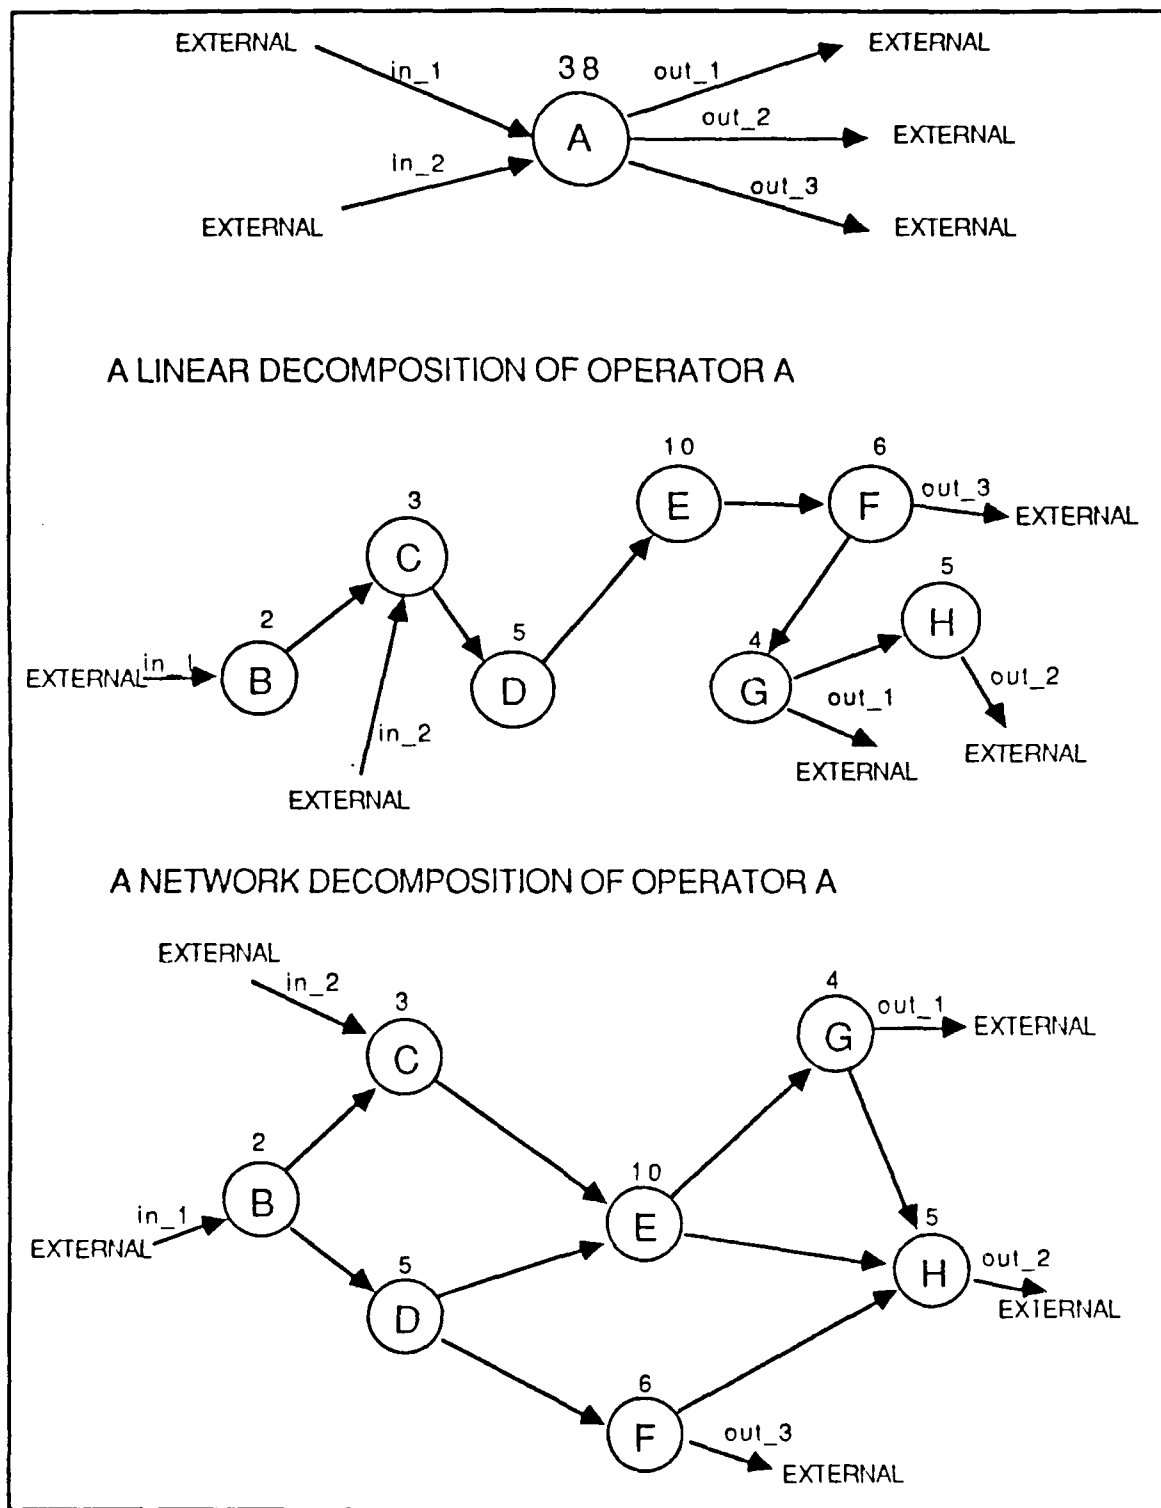 EXTERNAL
EXTERNAL
in_1
38
out_1
A
out_2
EXTERNAL
in_2
out_3
EXTERNAL
EXTERNAL
A LINEAR DECOMPOSITION OF OPERATOR A
10
6
E
F
out_3
EXTERNAL
3
C
5
H
2
5
4
EXTERNAL
in_1
B
D
G
out_1
out_2
in_2
EXTERNAL
EXTERNAL
EXTERNAL
A NETWORK DECOMPOSITION OF OPERATOR A
EXTERNAL
in_2
3
4
out_1
EXTERNAL
C
G
2
10
B
in_1
EXTERNAL
E
5
H
out_2
EXTERNAL
5
D
6
F
out_3
EXTERNAL